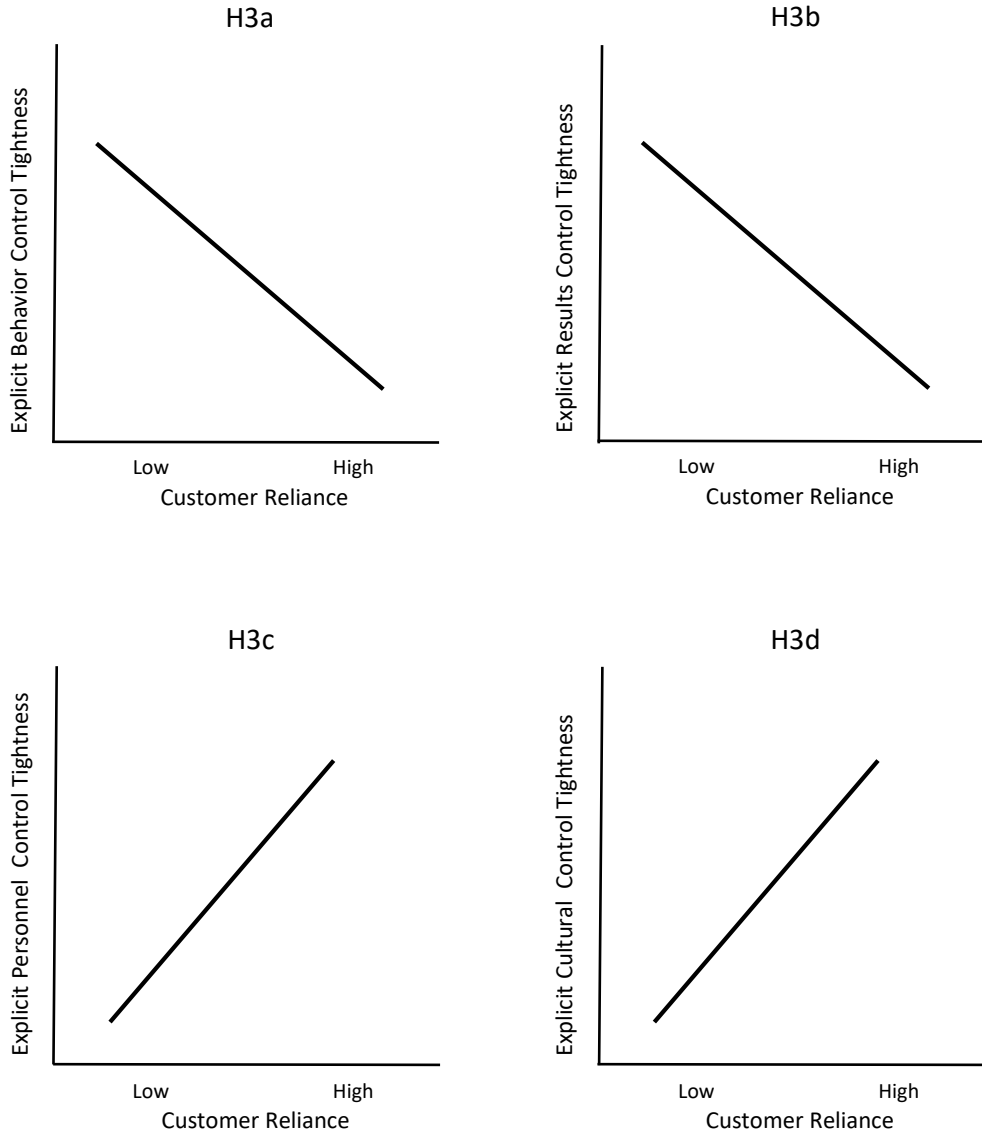 H3a
Explicit Behavior Control Tightness
Low High
Customer Reliance
H3b
Explicit Results Control Tightness
Low High
Customer Reliance
H3c
Explicit Personnel Control Tightness
Low High
Customer Reliance
H3d
Explicit Cultural Control Tightness
Low High
Customer Reliance